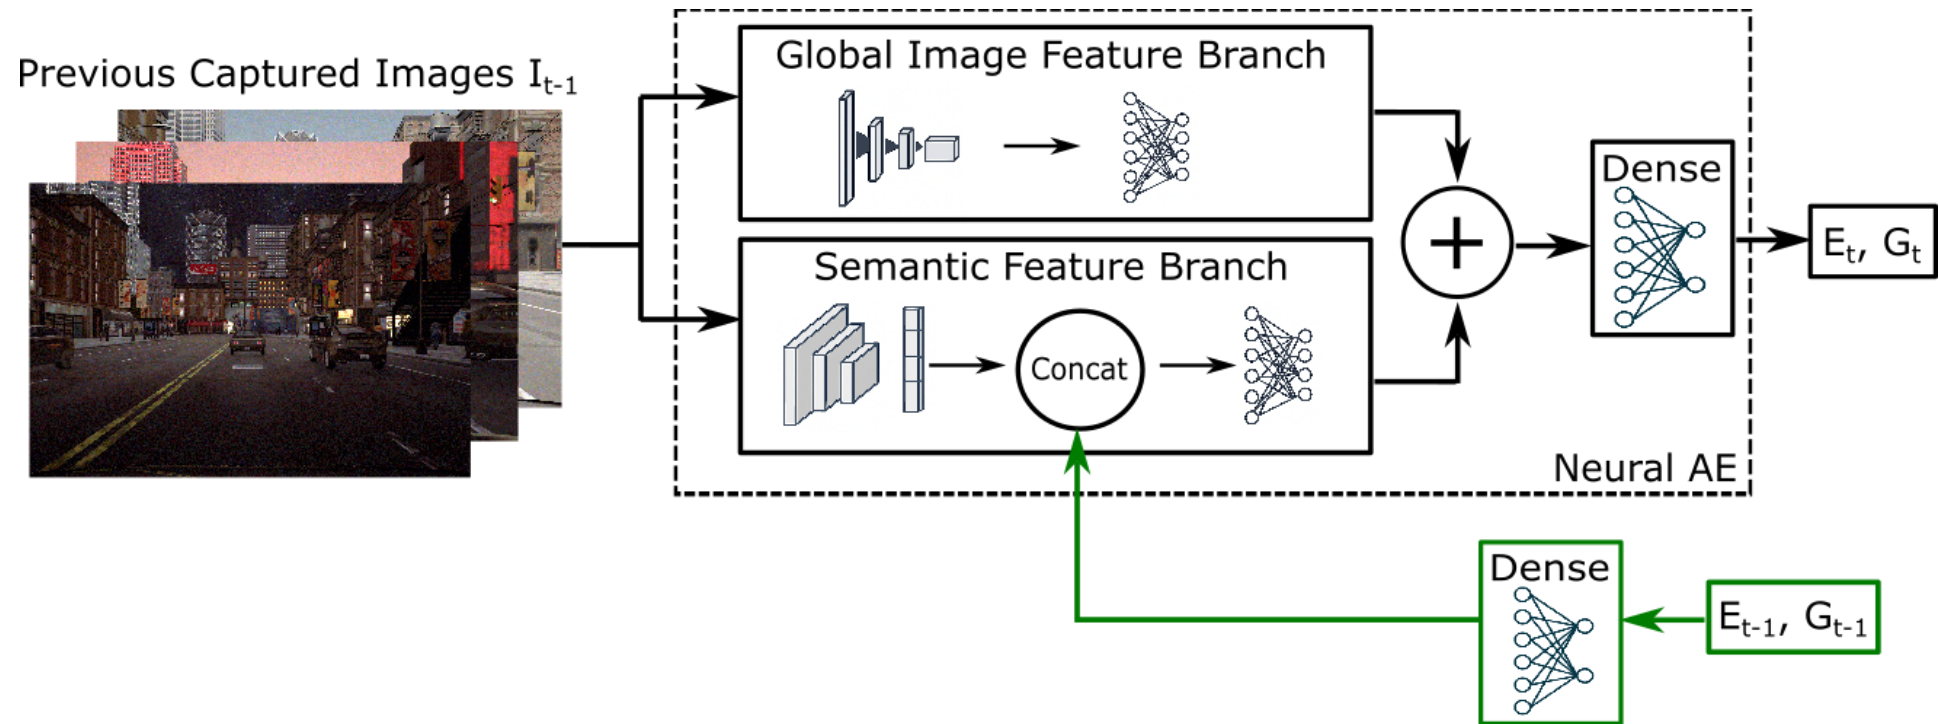 Previous Captured Images It-1
Global Image Feature Branch
Semantic Feature Branch
Concat
Dense
Et, Gt
Neural AE
Dense
Et-1, Gt-1